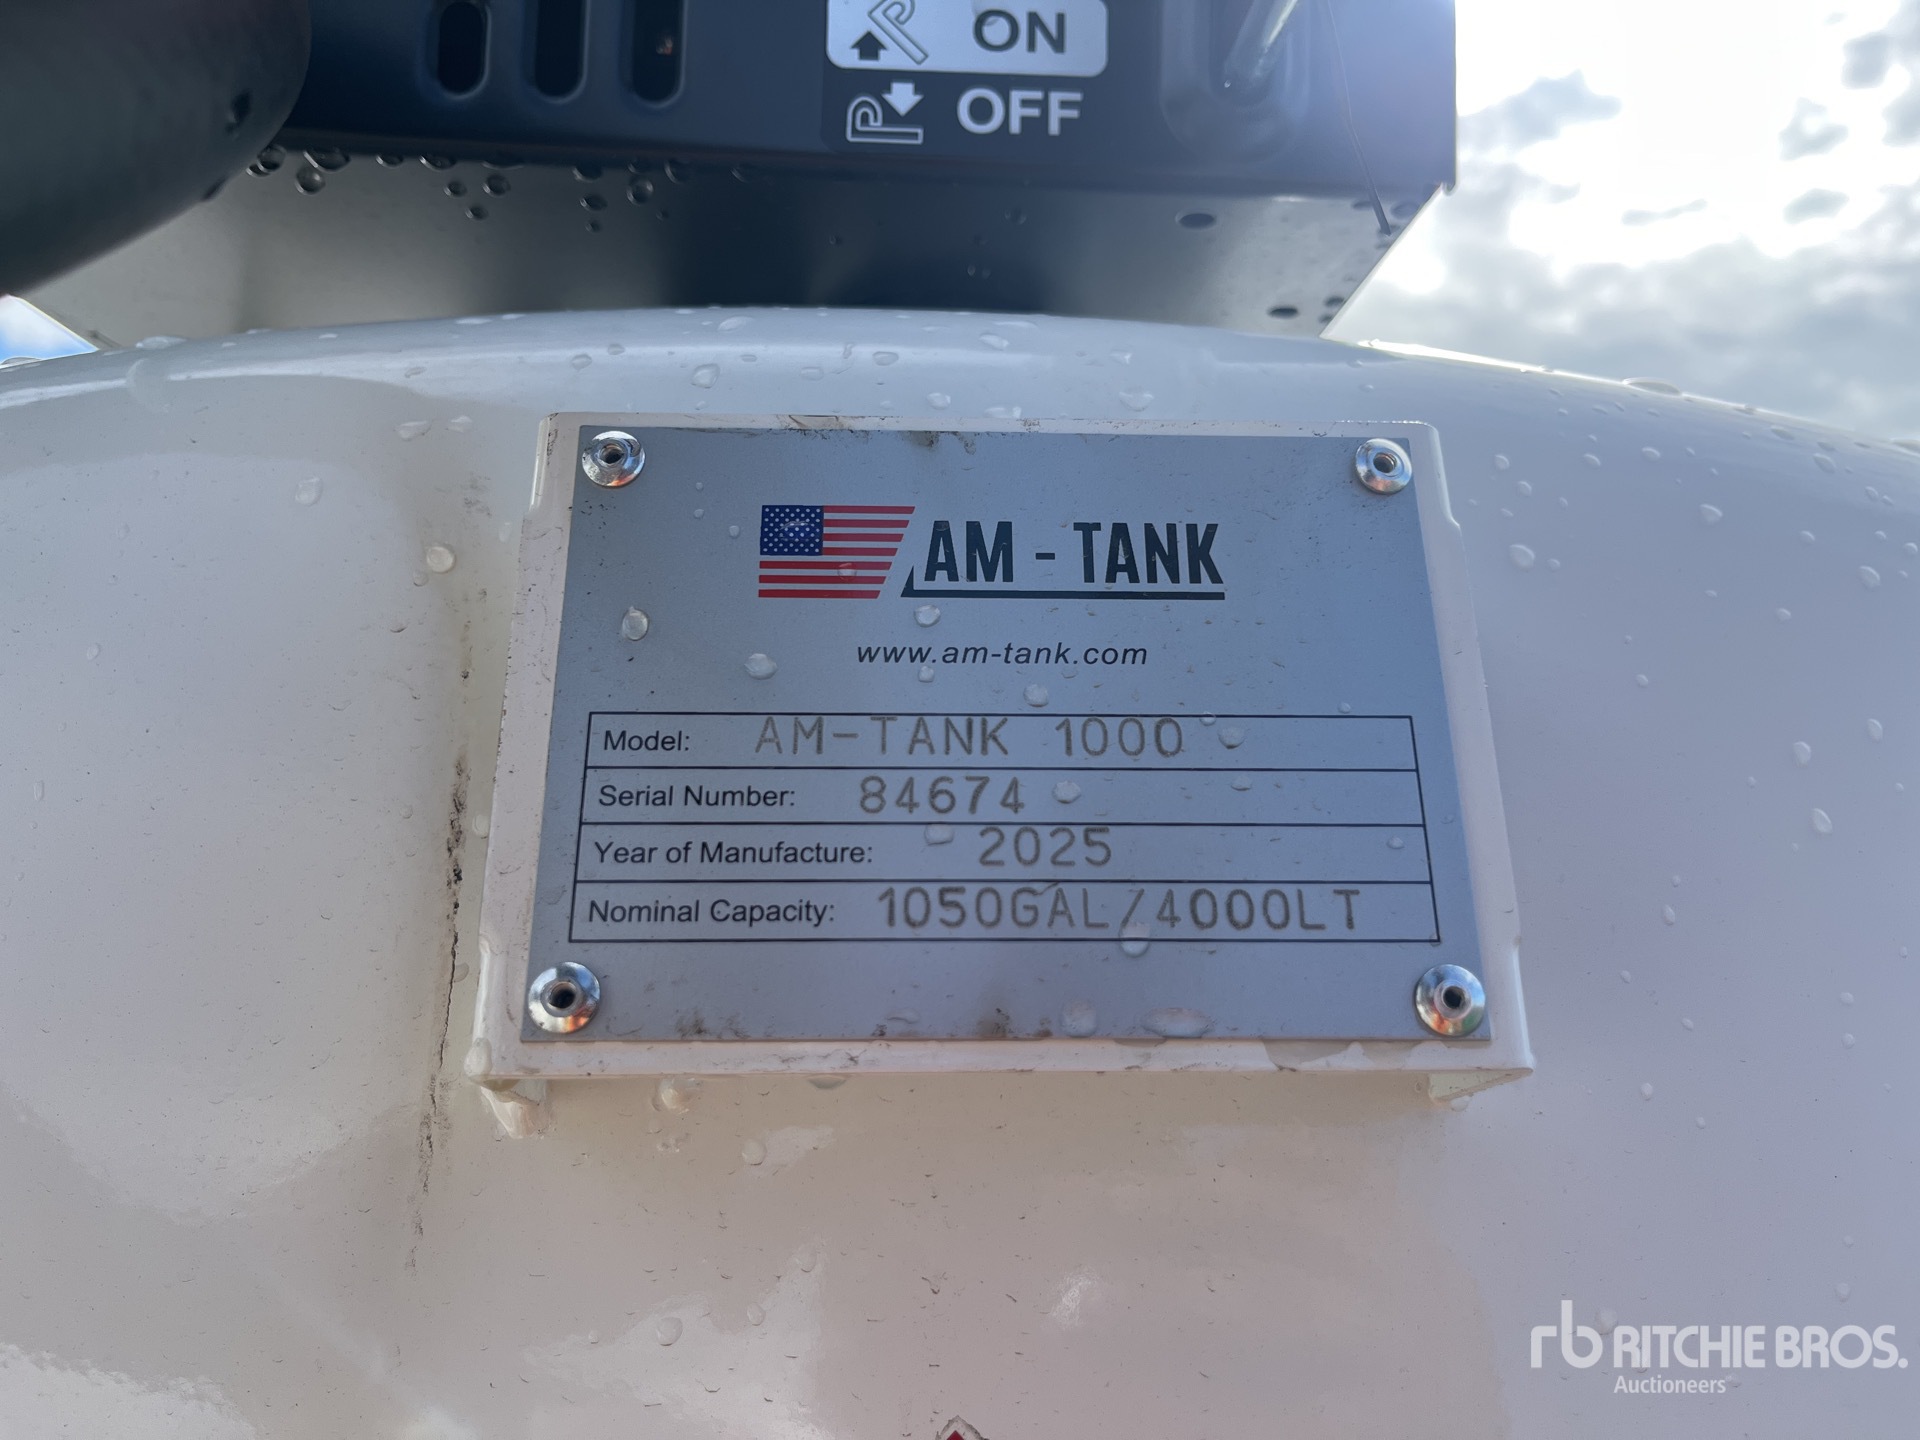 ON
OFF
AM - TANK
www.am-tank.com
Model: AM-TANK 1000
Serial Number: 84674
Year of Manufacture: 2025
Nominal Capacity: 1050GAL/4000LT
rb RITCHIE BROS.
Auctioneers